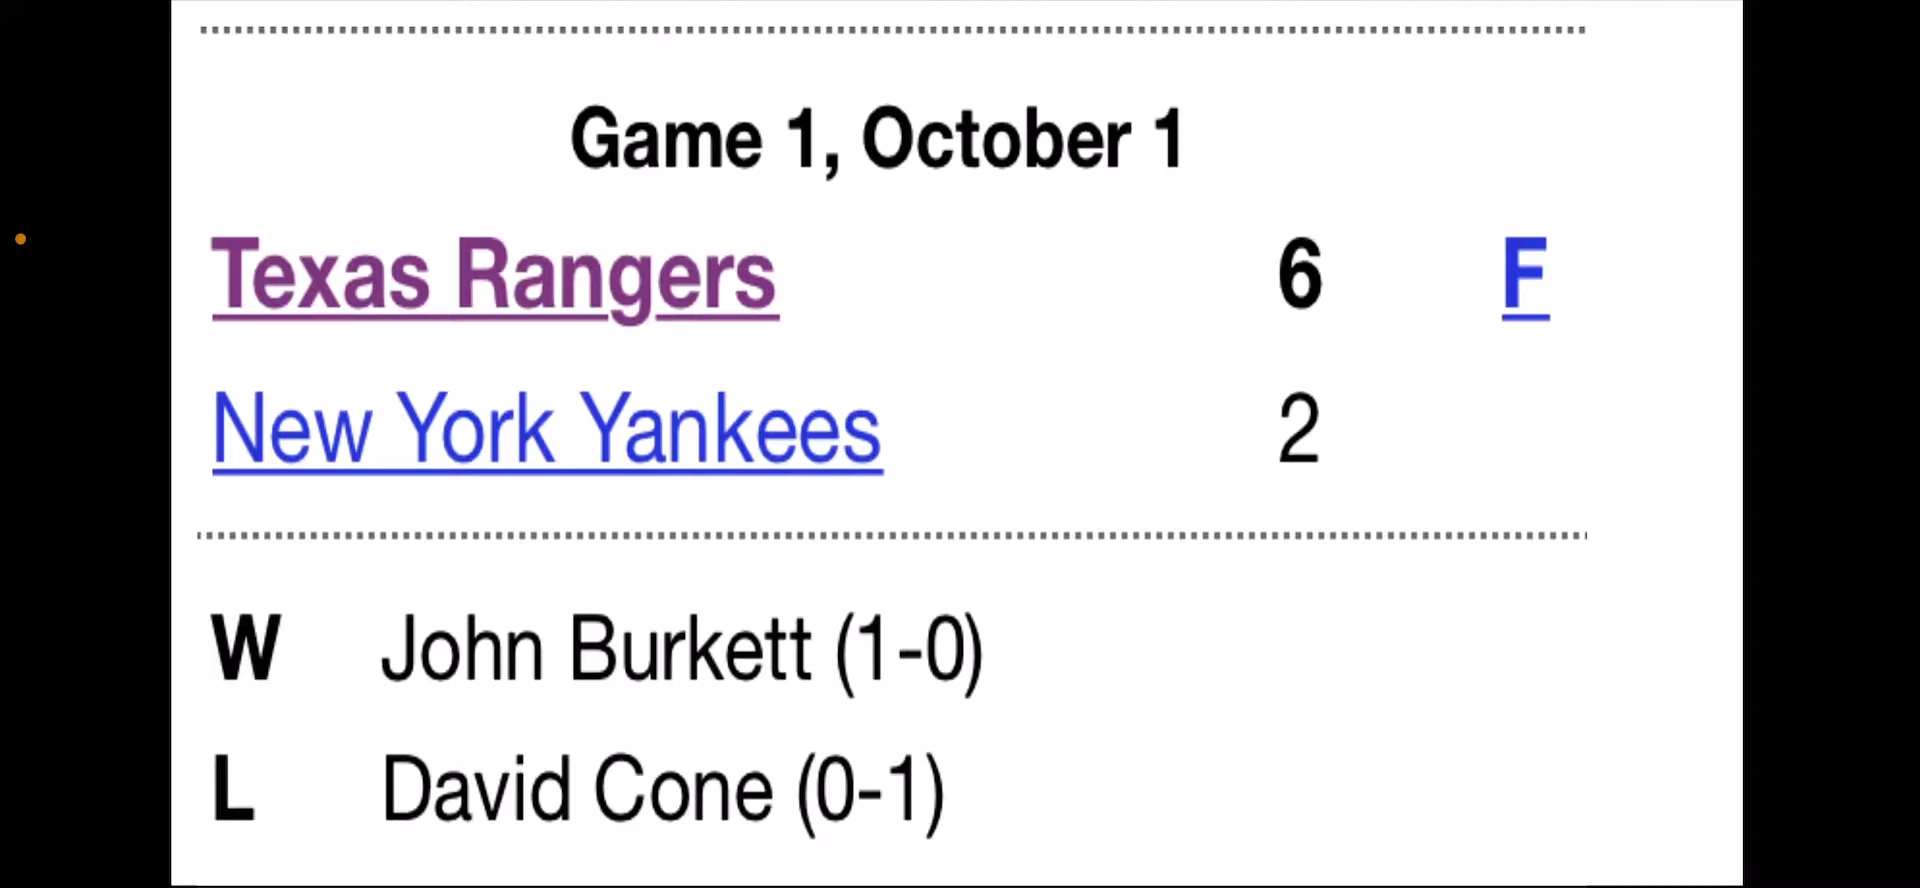 Game 1, October 1
Texas Rangers 6 F
New York Yankees 2
W John Burkett (1-0)
L David Cone (0-1)